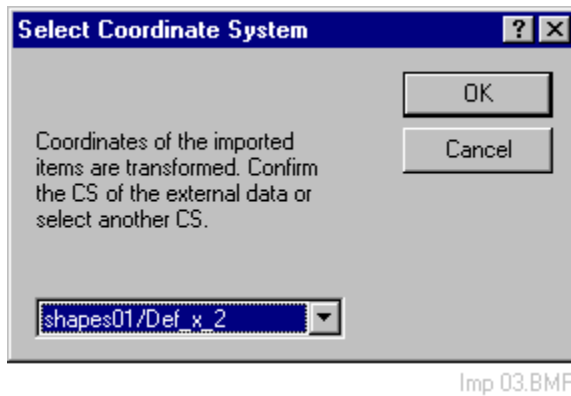 Select Coordinate System
OK
Coordinates of the imported
items are transformed. Confirm
the CS of the external data or
select another CS.
Cancel
shapes01/Def_x_2
Imp 03.BMF